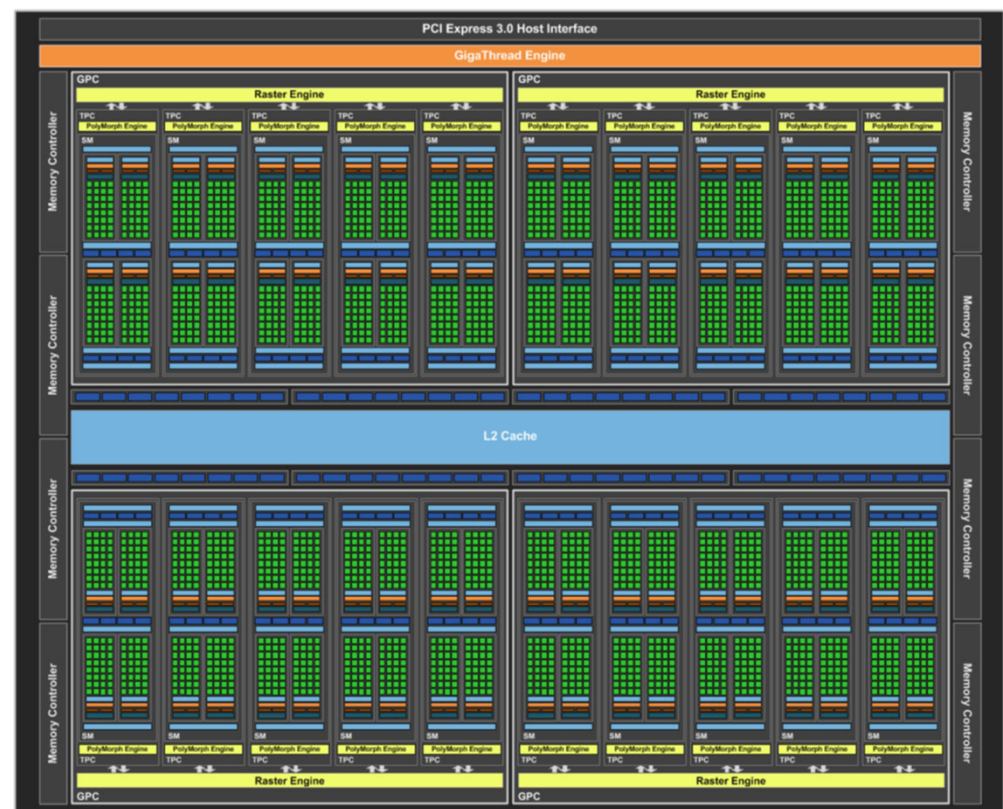 PCI Express 3.0 Host Interface
GigaThread Engine
Memory Controller
Memory Controller
Memory Controller
Memory Controller
GPC
Raster Engine
TPC
PolyMorph Engine
SM
TPC
PolyMorph Engine
SM
TPC
PolyMorph Engine
SM
TPC
PolyMorph Engine
SM
TPC
PolyMorph Engine
SM
GPC
Raster Engine
TPC
PolyMorph Engine
SM
TPC
PolyMorph Engine
SM
TPC
PolyMorph Engine
SM
TPC
PolyMorph Engine
SM
TPC
PolyMorph Engine
SM
L2 Cache
SM
PolyMorph Engine
TPC
SM
PolyMorph Engine
TPC
SM
PolyMorph Engine
TPC
SM
PolyMorph Engine
TPC
SM
PolyMorph Engine
TPC
Raster Engine
GPC
SM
PolyMorph Engine
TPC
SM
PolyMorph Engine
TPC
SM
PolyMorph Engine
TPC
SM
PolyMorph Engine
TPC
SM
PolyMorph Engine
TPC
Raster Engine
GPC
Memory Controller
Memory Controller
Memory Controller
Memory Controller